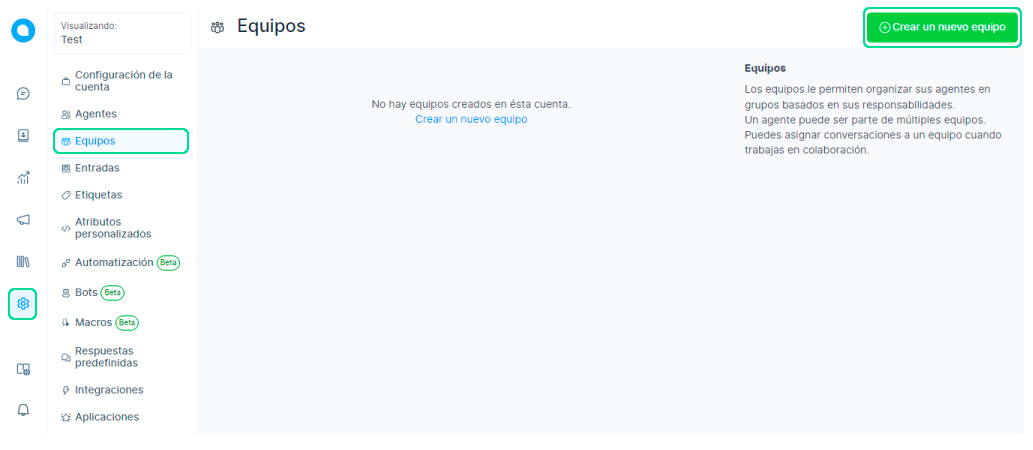 Visualizando:
Test
Configuración de la
cuenta
Agentes
Equipos
Entradas
Etiquetas
Atributos
personalizados
Automatización Beta
Bots Beta
Macros Beta
Respuestas
predefinidas
Integraciones
Aplicaciones
Equipos
Crear un nuevo equipo
No hay equipos creados en ésta cuenta.
Crear un nuevo equipo
Equipos
Los equipos le permiten organizar sus agentes en
grupos basados en sus responsabilidades.
Un agente puede ser parte de múltiples equipos.
Puedes asignar conversaciones a un equipo cuando
trabajas en colaboración.